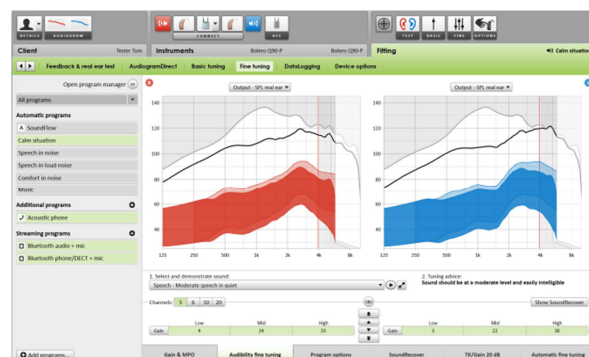 DETAILS AUDIOGRAM CONNECT ACC TEST BASIC FINE OPTIONS
Client Tester Tom Instruments Bolero Q90-P Bolero Q90-P Fitting Calm situation
Feedback & real ear test AudiogramDirect Basic tuning Fine tuning DataLogging Device options
Open program manager
All programs
Automatic programs
A SoundFlow
Calm situation
Speech in noise
Speech in loud noise
Comfort in noise
Music
Additional programs
Acoustic phone
Streaming programs
Bluetooth audio + mic
Bluetooth phone/DECT + mic
Add programs...
Output - SPL real ear
140
120
100
80
60
40
125 250 500 1k 2k 4k 8k
Output - SPL real ear
140
120
100
80
60
40
125 250 500 1k 2k 4k 8k
1. Select and demonstrate sound:
Speech - Moderate speech in quiet
2. Tuning advice:
Sound should be at a moderate level and easily intelligible
Channels: 3 6 10 20
Show SoundRecover
Low Mid High
Gain 4 24 33
Low Mid High
Gain 3 22 26
Gain & MPO Audibility fine tuning Program options SoundRecover TK/Gain 20 dB Automatic fine tuning